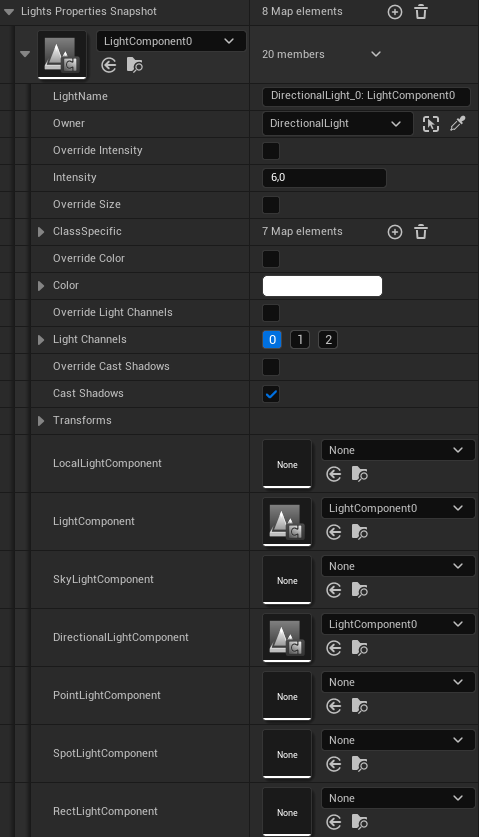 Lights Properties Snapshot 8 Map elements
LightComponent0 20 members
LightName DirectionalLight_0: LightComponent0
Owner DirectionalLight
Override Intensity
Intensity 6,0
Override Size
ClassSpecific 7 Map elements
Override Color
Color
Override Light Channels
Light Channels 0 1 2
Override Cast Shadows
Cast Shadows
Transforms
LocalLightComponent None None
LightComponent LightComponent0
SkyLightComponent None None
DirectionalLightComponent LightComponent0
PointLightComponent None None
SpotLightComponent None None
RectLightComponent None None